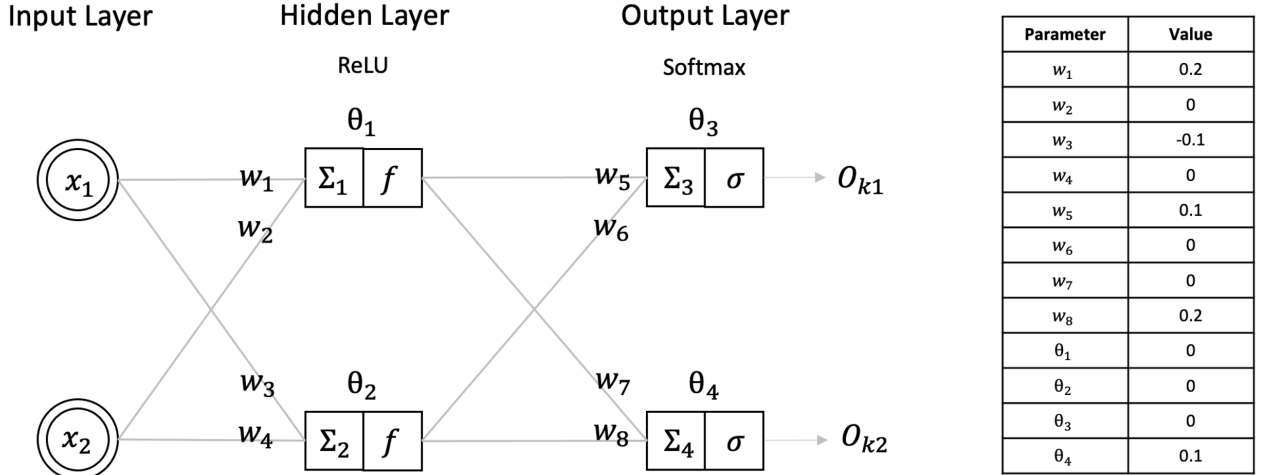 Input Layer Hidden Layer Output Layer
ReLU Softmax
θ₁ θ₃
x₁ w₁ Σ₁ f w₅ Σ₃ σ Oₖ₁
w₂ w₆
w₃ θ₂ w₇ θ₄
x₂ w₄ Σ₂ f w₈ Σ₄ σ Oₖ₂
Parameter Value
w₁ 0.2
w₂ 0
w₃ -0.1
w₄ 0
w₅ 0.1
w₆ 0
w₇ 0
w₈ 0.2
θ₁ 0
θ₂ 0
θ₃ 0
θ₄ 0.1